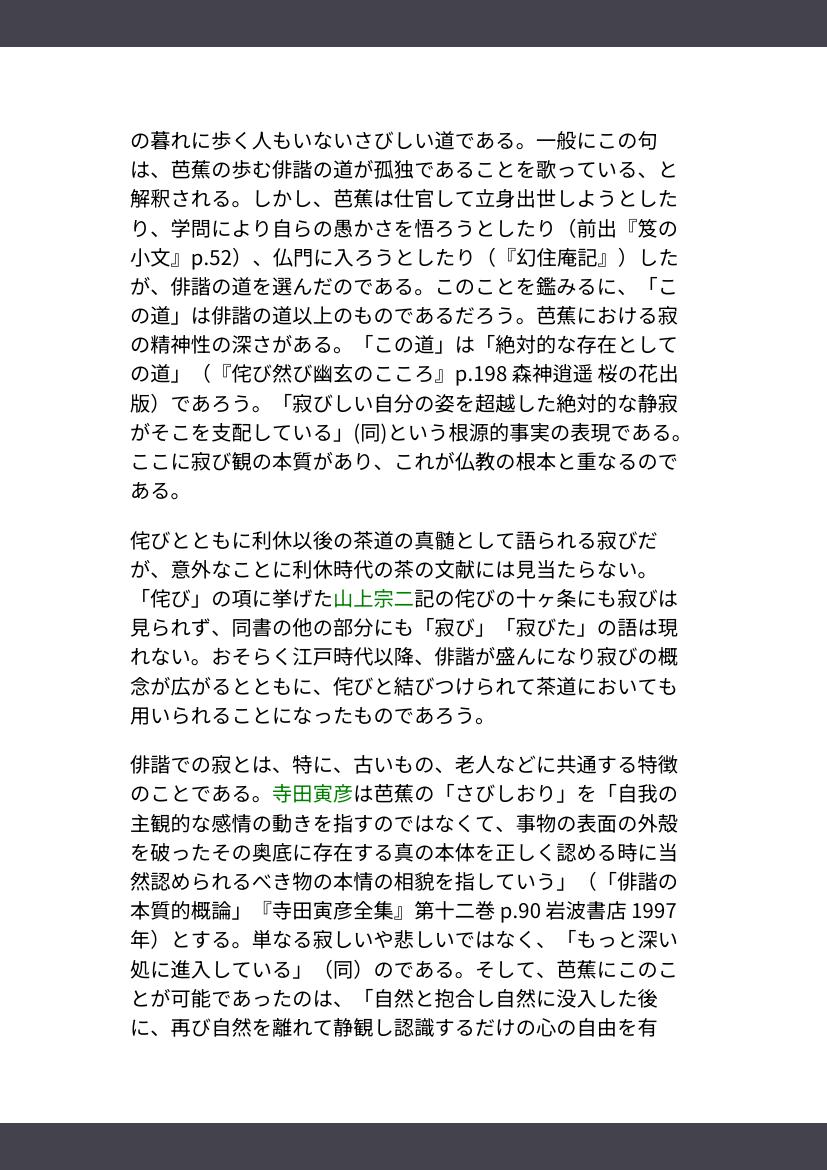 の暮れに歩く人もいないさびしい道である。一般にこの句
は、芭蕉の歩む俳諧の道が孤独であることを歌っている、と
解釈される。しかし、芭蕉は仕官して立身出世しようとした
り、学問により自らの愚かさを悟ろうとしたり（前出『笈の
小文』p.52）、仏門に入ろうとしたり（『幻住庵記』）した
が、俳諧の道を選んだのである。このことを鑑みるに、「こ
の道」は俳諧の道以上のものであるだろう。芭蕉における寂
の精神性の深さがある。「この道」は「絶対的な存在として
の道」（『侘び然び幽玄のこころ』p.198 森神逍遥 桜の花出
版）であろう。「寂びしい自分の姿を超越した絶対的な静寂
がそこを支配している」(同)という根源的事実の表現である。
ここに寂び観の本質があり、これが仏教の根本と重なるので
ある。
侘びとともに利休以後の茶道の真髄として語られる寂びだ
が、意外なことに利休時代の茶の文献には見当たらない。
「侘び」の項に挙げた山上宗二記の侘びの十ヶ条にも寂びは
見られず、同書の他の部分にも「寂び」「寂びた」の語は現
れない。おそらく江戸時代以降、俳諧が盛んになり寂びの概
念が広がるとともに、侘びと結びつけられて茶道においても
用いられることになったものであろう。
俳諧での寂とは、特に、古いもの、老人などに共通する特徴
のことである。寺田寅彦は芭蕉の「さびしおり」を「自我の
主観的な感情の動きを指すのではなくて、事物の表面の外殻
を破ったその奥底に存在する真の本体を正しく認める時に当
然認められるべき物の本情の相貌を指していう」（「俳諧の
本質的概論」『寺田寅彦全集』第十二巻 p.90 岩波書店 1997
年）とする。単なる寂しいや悲しいではなく、「もっと深い
処に進入している」（同）のである。そして、芭蕉にこのこ
とが可能であったのは、「自然と抱合し自然に没入した後
に、再び自然を離れて静観し認識するだけの心の自由を有